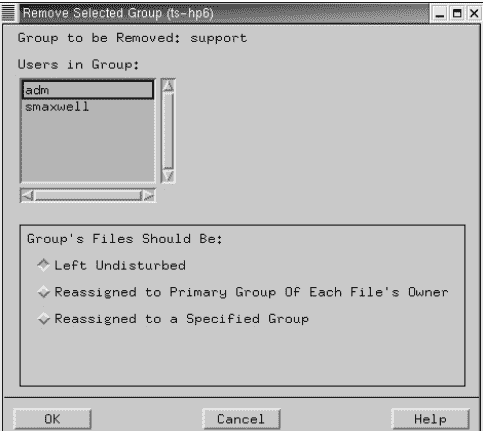 Remove Selected Group (ts-hp6)
Group to be Removed: support
Users in Group:
adm
smaxwell
Group's Files Should Be:
Left Undisturbed
Reassigned to Primary Group Of Each File's Owner
Reassigned to a Specified Group
OK Cancel Help